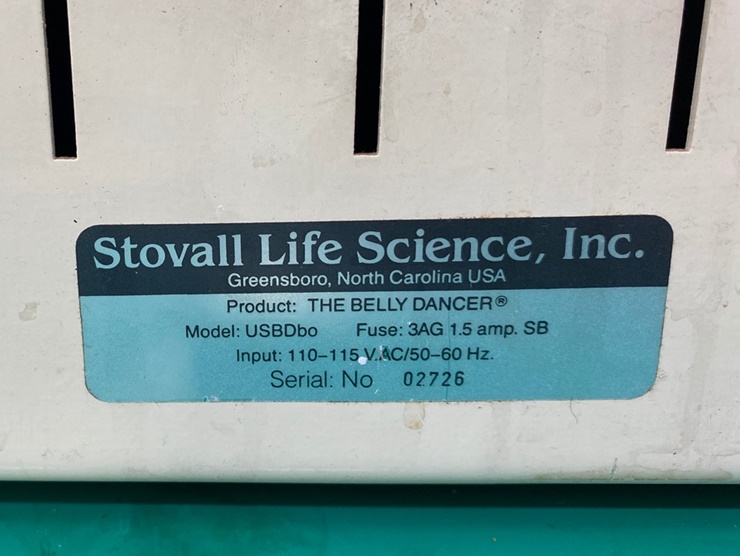 Stovall Life Science, Inc.
Greensboro, North Carolina USA
Product: THE BELLY DANCER®
Model: USBDbo Fuse: 3AG 1.5 amp. SB
Input: 110-115 V.AC/50-60 Hz.
Serial: No 02726